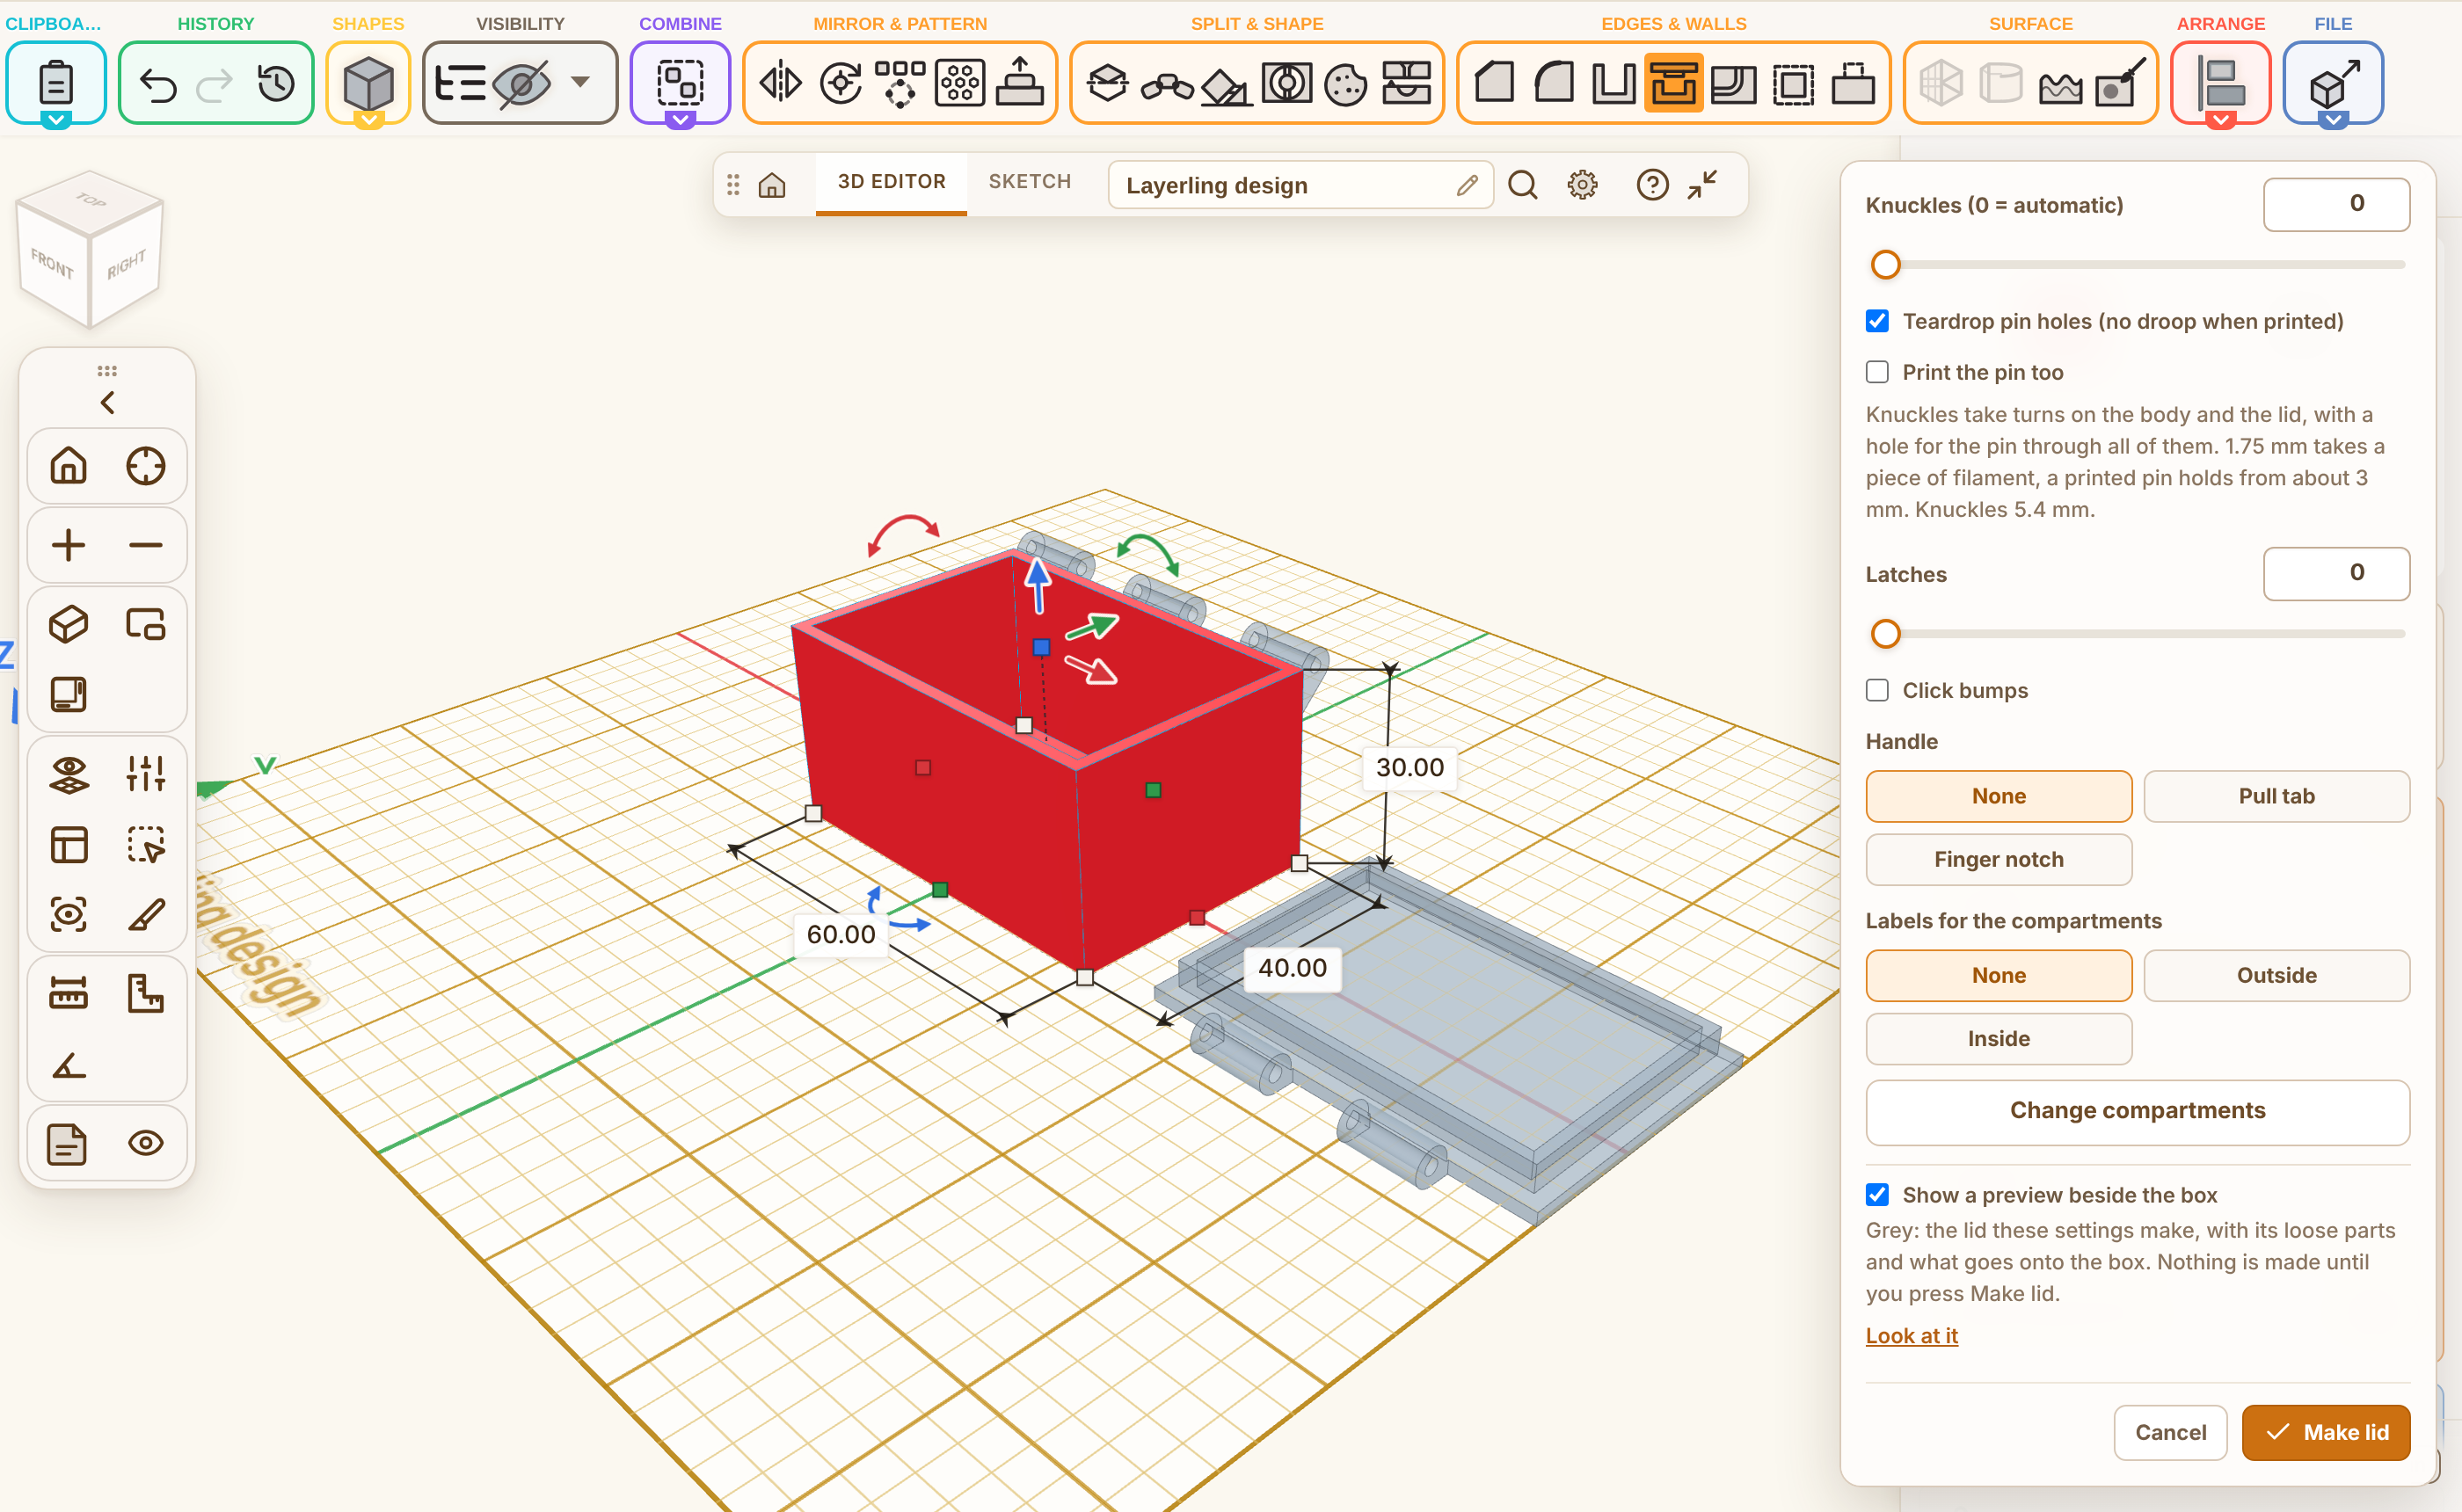 CLIPBOA...
HISTORY
SHAPES
VISIBILITY
COMBINE
MIRROR & PATTERN
SPLIT & SHAPE
EDGES & WALLS
SURFACE
ARRANGE
FILE
3D EDITOR
SKETCH
Layerling design
TOP
FRONT
RIGHT
Z
ng design
30.00
60.00
40.00
Knuckles (0 = automatic)
0
Teardrop pin holes (no droop when printed)
Print the pin too
Knuckles take turns on the body and the lid, with a
hole for the pin through all of them. 1.75 mm takes a
piece of filament, a printed pin holds from about 3
mm. Knuckles 5.4 mm.
Latches
0
Click bumps
Handle
None
Pull tab
Finger notch
Labels for the compartments
None
Outside
Inside
Change compartments
Show a preview beside the box
Grey: the lid these settings make, with its loose parts
and what goes onto the box. Nothing is made until
you press Make lid.
Look at it
Cancel
Make lid